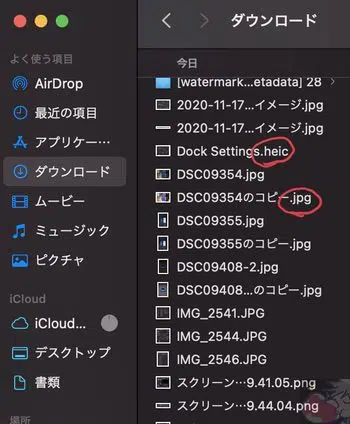 ダウンロード
よく使う項目
AirDrop
最近の項目
アプリケー…
ダウンロード
ムービー
ミュージック
ピクチャ
iCloud
iCloud…
デスクトップ
書類
場所
今日
[watermark...etadata] 28
2020-11-17...イメージ.jpg
2020-11-17...イメージ.jpg
Dock Settings.heic
DSC09354.jpg
DSC09354のコピー.jpg
DSC09355.jpg
DSC09355のコピー.jpg
DSC09408-2.jpg
DSC09408...のコピー.jpg
IMG_2541.JPG
IMG_2544.JPG
IMG_2546.JPG
スクリーン…9.41.05.png
スクリーン…9.44.04.png